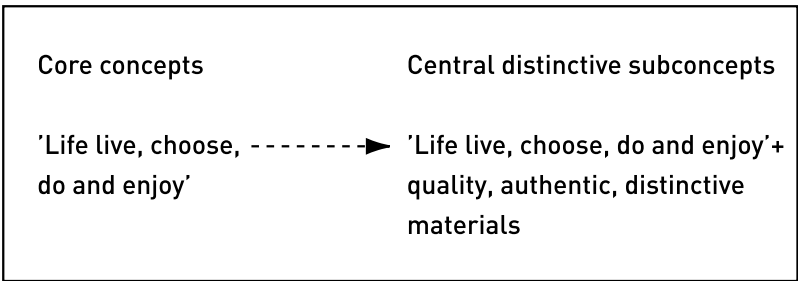 Core concepts
Central distinctive subconcepts
’Life live, choose,
do and enjoy’
’Life live, choose, do and enjoy’+
quality, authentic, distinctive
materials